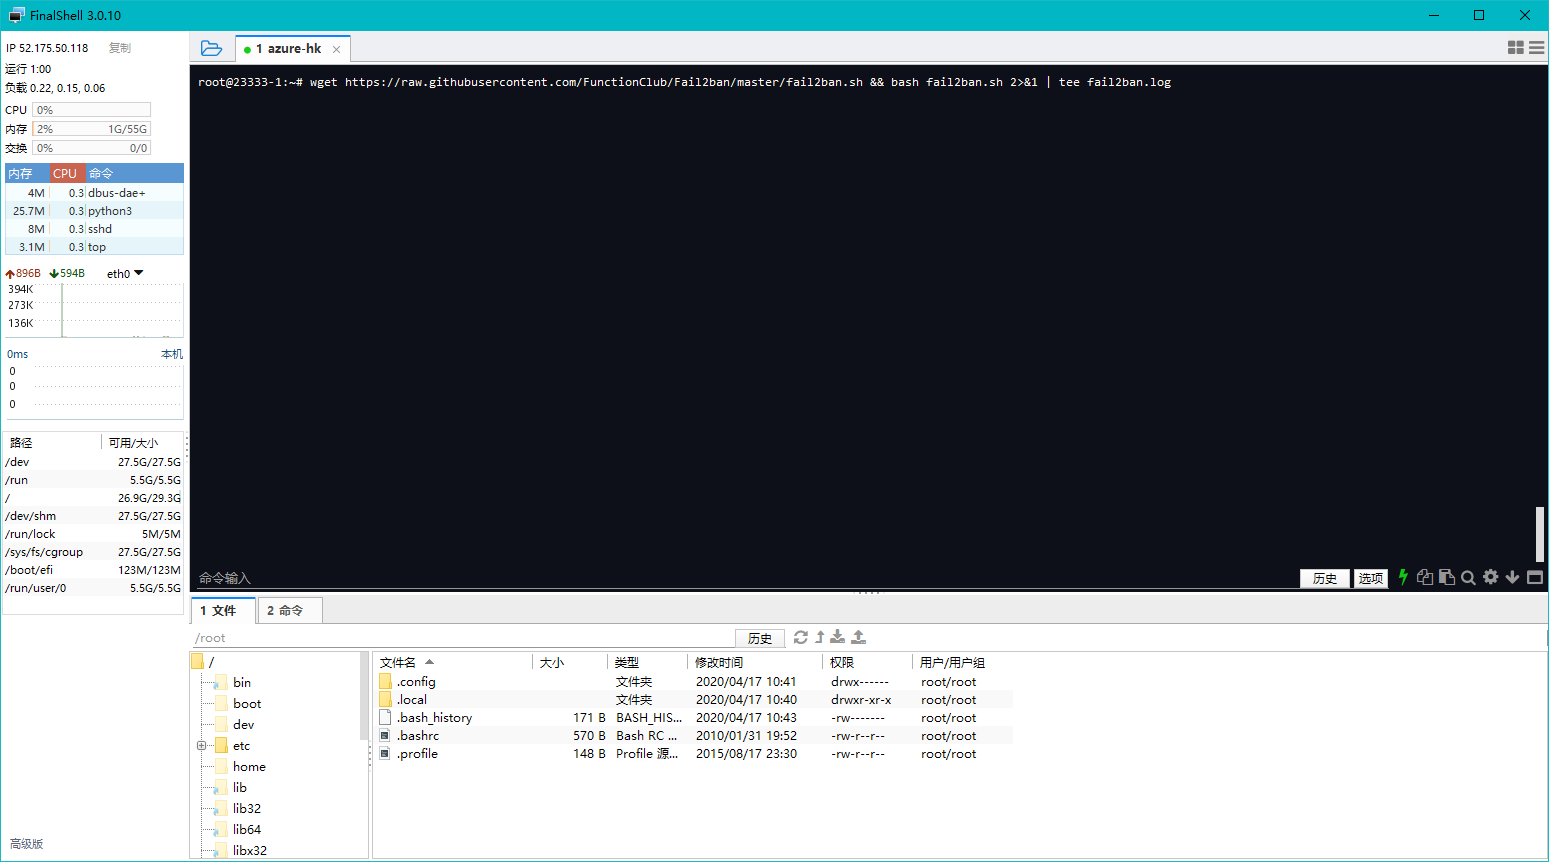 FinalShell 3.0.10
IP 52.175.50.118 复制
运行 1:00
负载 0.22, 0.15, 0.06
CPU 0%
内存 2% 1G/55G
交换 0% 0/0
内存 CPU 命令
4M 0.3 dbus-dae+
25.7M 0.3 python3
8M 0.3 sshd
3.1M 0.3 top
896B 594B eth0
394K
273K
136K
0ms 本机
0
0
0
路径 可用/大小
/dev 27.5G/27.5G
/run 5.5G/5.5G
/ 26.9G/29.3G
/dev/shm 27.5G/27.5G
/run/lock 5M/5M
/sys/fs/cgroup 27.5G/27.5G
/boot/efi 123M/123M
/run/user/0 5.5G/5.5G
高级版
1 azure-hk
root@23333-1:~# wget https://raw.githubusercontent.com/FunctionClub/Fail2ban/master/fail2ban.sh && bash fail2ban.sh 2>&1 | tee fail2ban.log
命令输入 历史 选项
1 文件 2 命令
/root 历史
/
bin
boot
dev
etc
home
lib
lib32
lib64
libx32
文件名 大小 类型 修改时间 权限 用户/用户组
.config 文件夹 2020/04/17 10:41 drwx------ root/root
.local 文件夹 2020/04/17 10:40 drwxr-xr-x root/root
.bash_history 171 B BASH_HIS... 2020/04/17 10:43 -rw------- root/root
.bashrc 570 B Bash RC ... 2010/01/31 19:52 -rw-r--r-- root/root
.profile 148 B Profile 源... 2015/08/17 23:30 -rw-r--r-- root/root